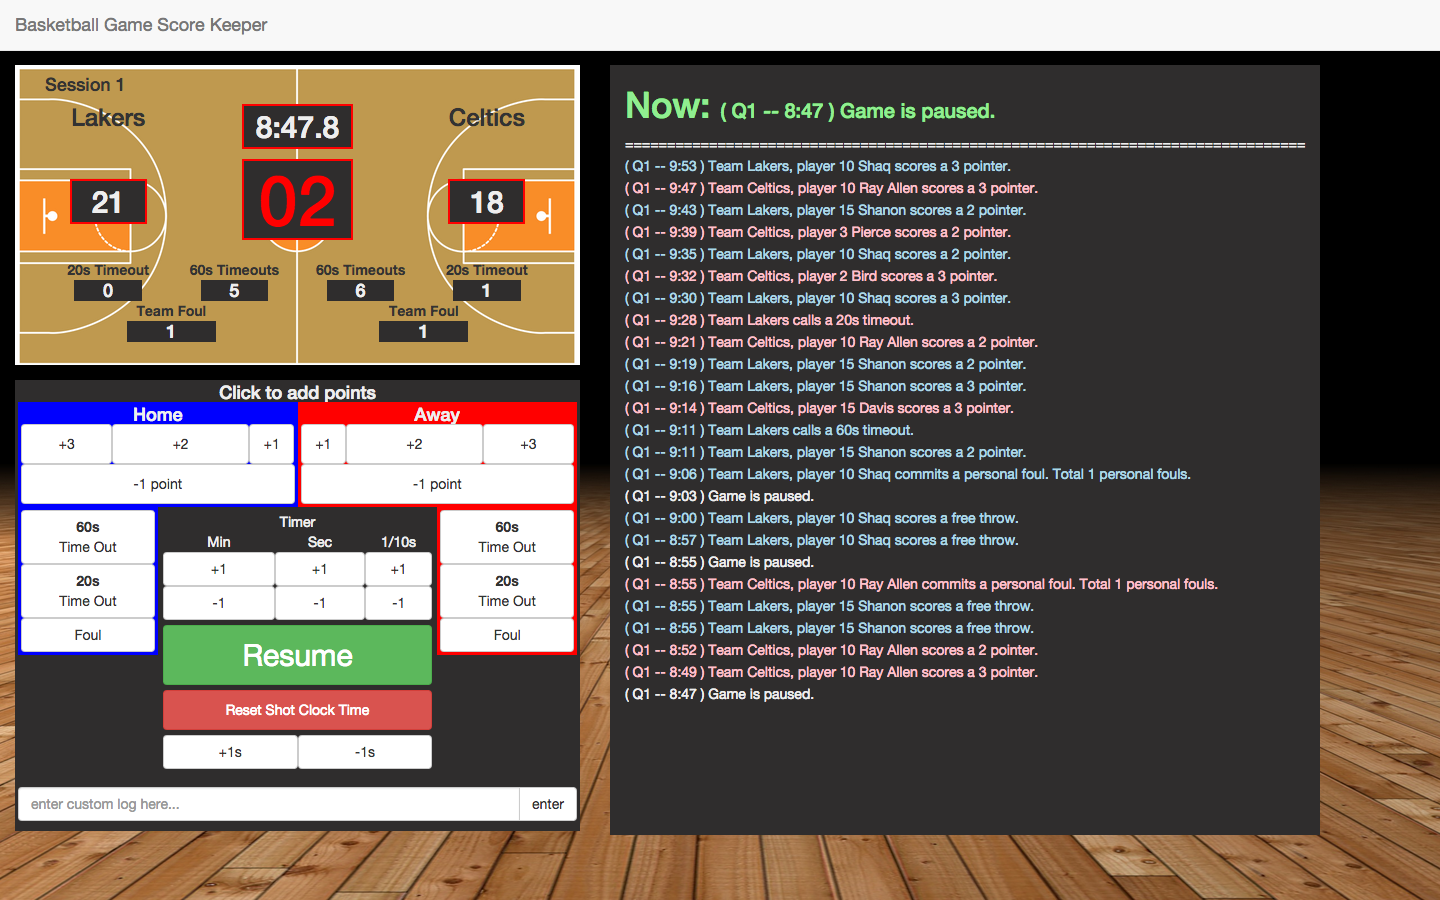 Basketball Game Score Keeper
Session 1
Lakers
Celtics
8:47.8
02
21
18
20s Timeout
60s Timeouts
60s Timeouts
20s Timeout
0
5
6
1
Team Foul
Team Foul
1
1
Click to add points
Home
Away
+3
+2
+1
+1
+2
+3
-1 point
-1 point
60s
Time Out
20s
Time Out
Foul
Timer
Min
Sec
1/10s
+1
+1
+1
-1
-1
-1
60s
Time Out
20s
Time Out
Foul
Resume
Reset Shot Clock Time
+1s
-1s
enter custom log here...
enter
Now: ( Q1 -- 8:47 ) Game is paused.
=====================================================================================
( Q1 -- 9:53 ) Team Lakers, player 10 Shaq scores a 3 pointer.
( Q1 -- 9:47 ) Team Celtics, player 10 Ray Allen scores a 3 pointer.
( Q1 -- 9:43 ) Team Lakers, player 15 Shanon scores a 2 pointer.
( Q1 -- 9:39 ) Team Celtics, player 3 Pierce scores a 2 pointer.
( Q1 -- 9:35 ) Team Lakers, player 10 Shaq scores a 2 pointer.
( Q1 -- 9:32 ) Team Celtics, player 2 Bird scores a 3 pointer.
( Q1 -- 9:30 ) Team Lakers, player 10 Shaq scores a 3 pointer.
( Q1 -- 9:28 ) Team Lakers calls a 20s timeout.
( Q1 -- 9:21 ) Team Celtics, player 10 Ray Allen scores a 2 pointer.
( Q1 -- 9:19 ) Team Lakers, player 15 Shanon scores a 2 pointer.
( Q1 -- 9:16 ) Team Lakers, player 15 Shanon scores a 3 pointer.
( Q1 -- 9:14 ) Team Celtics, player 15 Davis scores a 3 pointer.
( Q1 -- 9:11 ) Team Lakers calls a 60s timeout.
( Q1 -- 9:11 ) Team Lakers, player 15 Shanon scores a 2 pointer.
( Q1 -- 9:06 ) Team Lakers, player 10 Shaq commits a personal foul. Total 1 personal fouls.
( Q1 -- 9:03 ) Game is paused.
( Q1 -- 9:00 ) Team Lakers, player 10 Shaq scores a free throw.
( Q1 -- 8:57 ) Team Lakers, player 10 Shaq scores a free throw.
( Q1 -- 8:55 ) Game is paused.
( Q1 -- 8:55 ) Team Celtics, player 10 Ray Allen commits a personal foul. Total 1 personal fouls.
( Q1 -- 8:55 ) Team Lakers, player 15 Shanon scores a free throw.
( Q1 -- 8:55 ) Team Lakers, player 15 Shanon scores a free throw.
( Q1 -- 8:52 ) Team Celtics, player 10 Ray Allen scores a 2 pointer.
( Q1 -- 8:49 ) Team Celtics, player 10 Ray Allen scores a 3 pointer.
( Q1 -- 8:47 ) Game is paused.